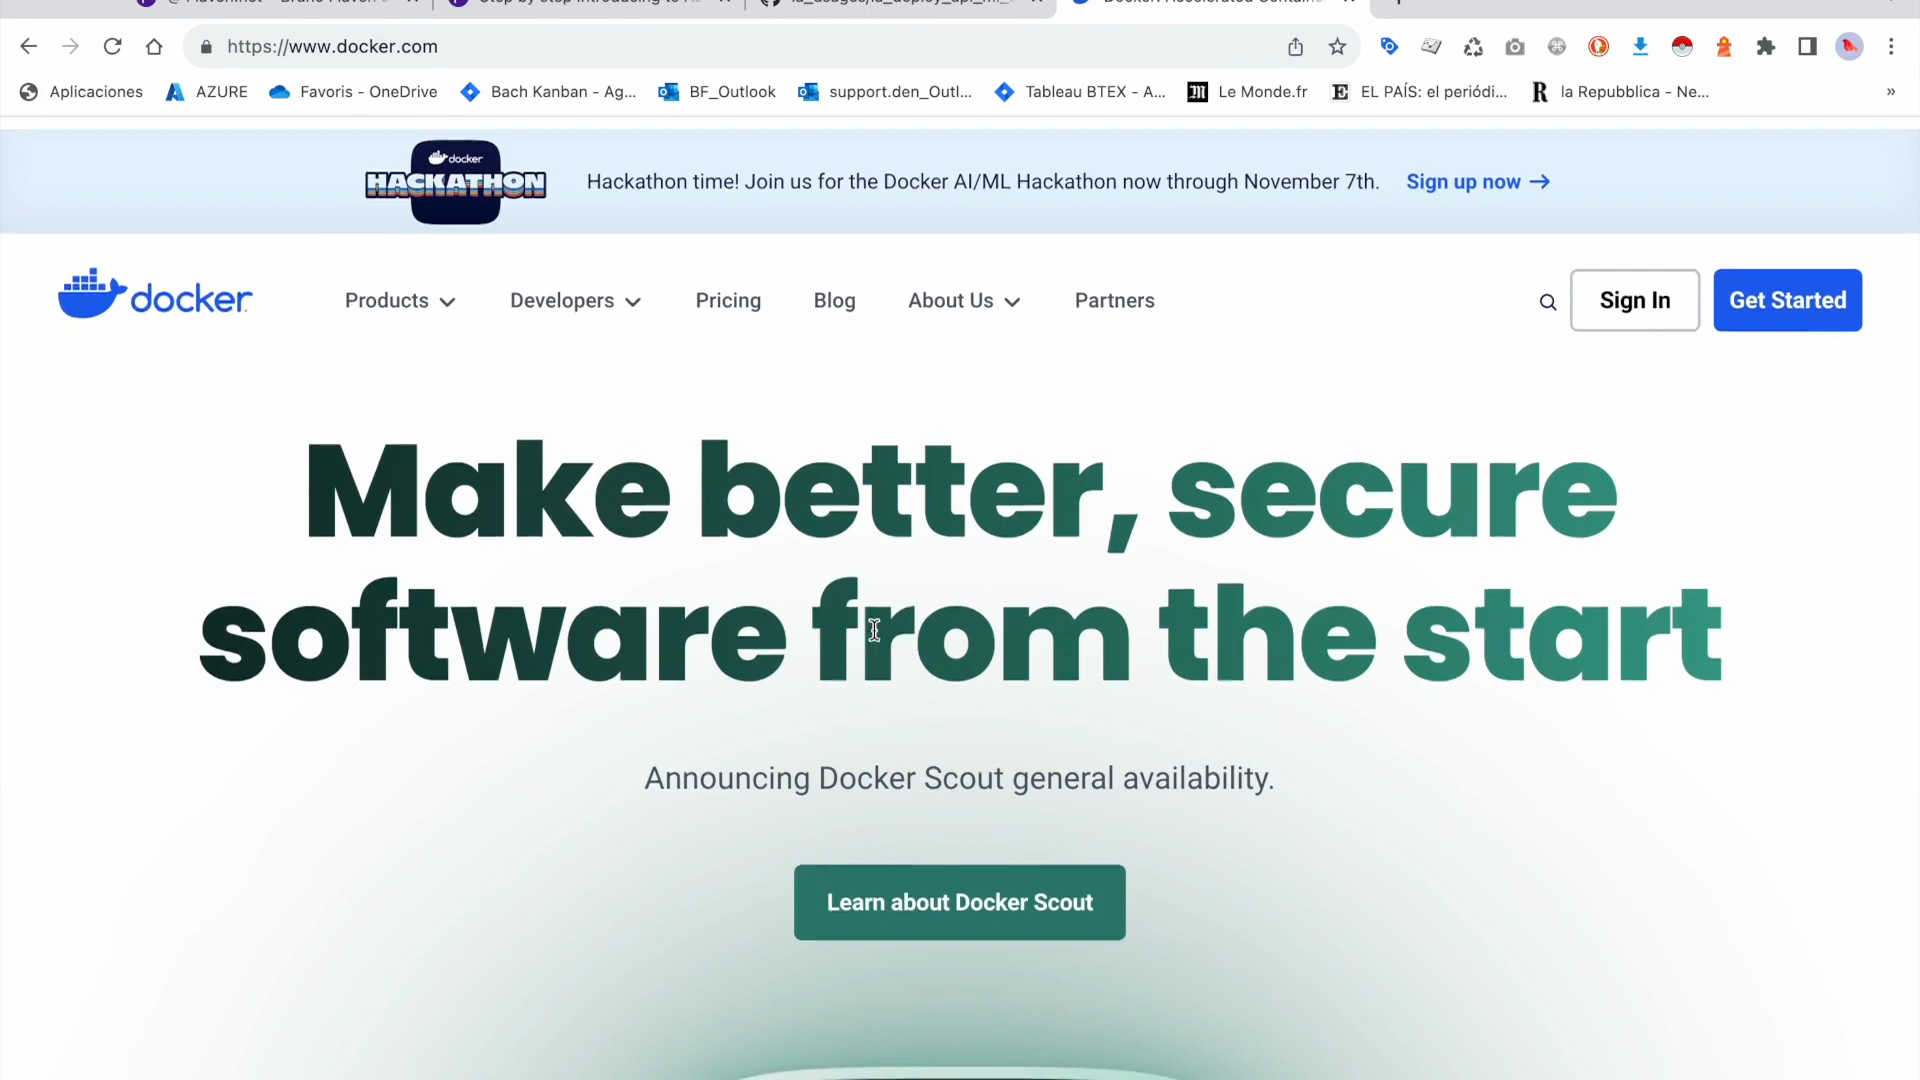 https://www.docker.com
Aplicaciones AZURE Favoris - OneDrive Bach Kanban - Ag... BF_Outlook support.den_Outl... Tableau BTEX - A... Le Monde.fr EL PAÍS: el periódi... la Repubblica - Ne... »
docker
HACKATHON
Hackathon time! Join us for the Docker AI/ML Hackathon now through November 7th. Sign up now →
docker Products Developers Pricing Blog About Us Partners Sign In Get Started
Make better, secure
software from the start
Announcing Docker Scout general availability.
Learn about Docker Scout